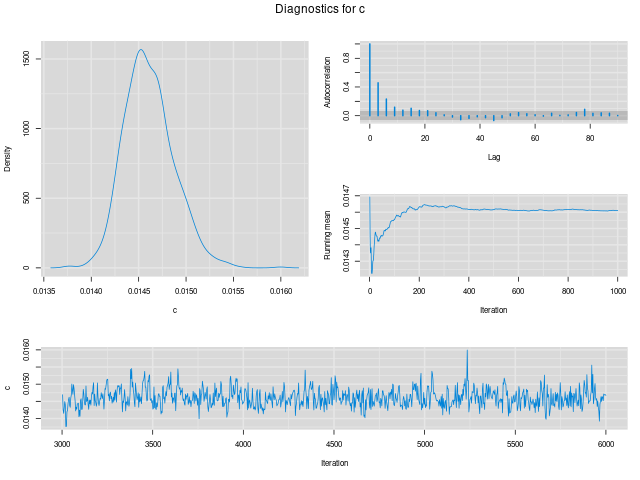 Diagnostics for c
Density
0 500 1000 1500
0.0135 0.0140 0.0145 0.0150 0.0155 0.0160
c
Autocorrelation
0.0 0.4 0.8
0 20 40 60 80
Lag
Running mean
0.0143 0.0145 0.0147
0 200 400 600 800 1000
Iteration
c
0.0140 0.0150 0.0160
3000 3500 4000 4500 5000 5500 6000
Iteration